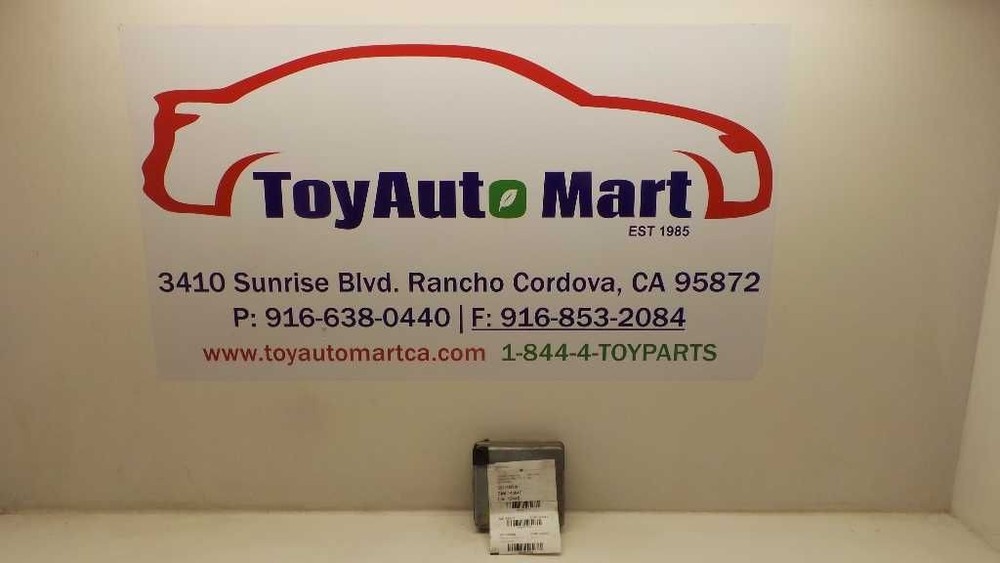 ToyAuto Mart
EST 1985
3410 Sunrise Blvd. Rancho Cordova, CA 95872
P: 916-638-0440 | F: 916-853-2084
www.toyautomartca.com 1-844-4-TOYPARTS